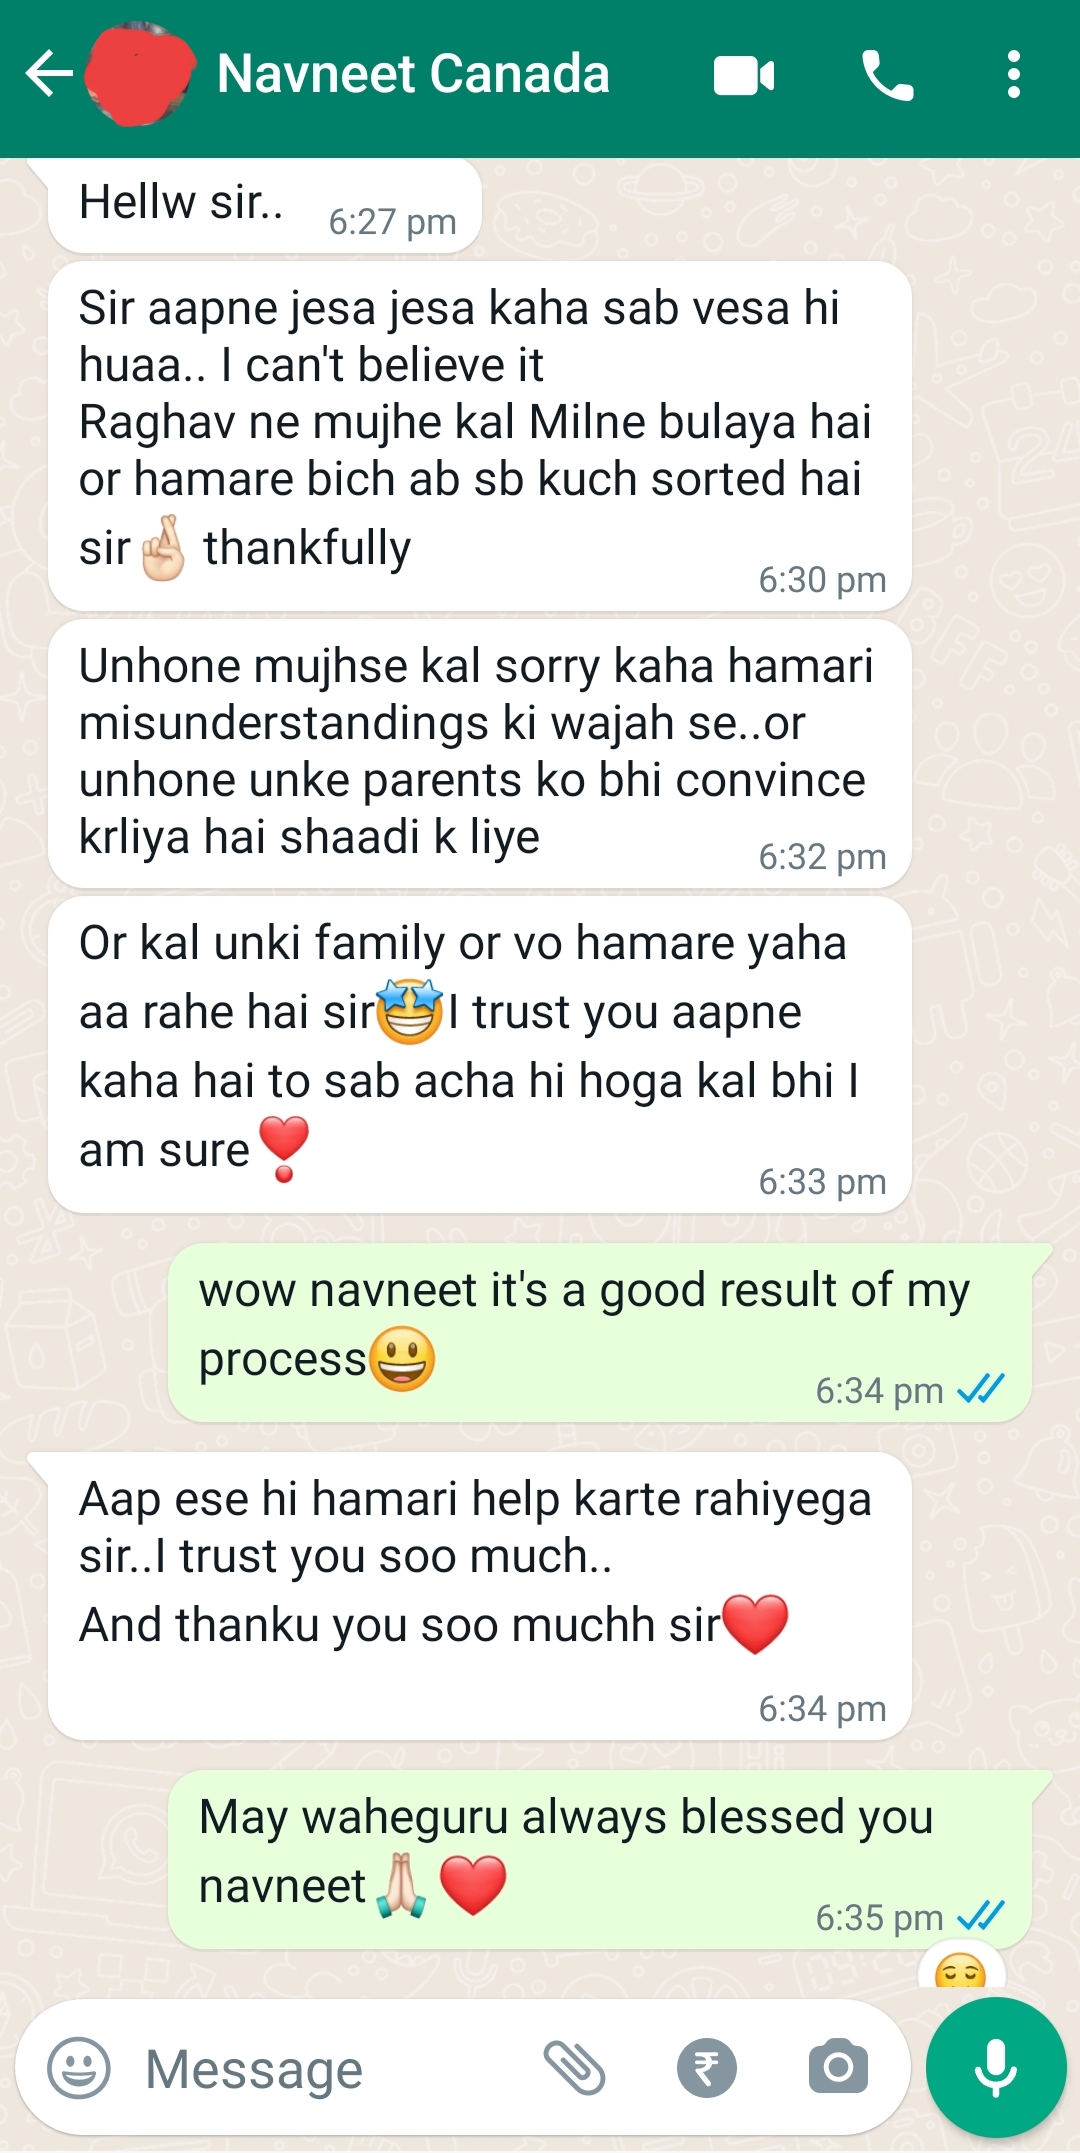 Navneet Canada
Hellw sir..
6:27 pm
Sir aapne jesa jesa kaha sab vesa hi
huaa.. I can't believe it
Raghav ne mujhe kal Milne bulaya hai
or hamare bich ab sb kuch sorted hai
sir🤞🏻 thankfully
6:30 pm
Unhone mujhse kal sorry kaha hamari
misunderstandings ki wajah se..or
unhone unke parents ko bhi convince
krliya hai shaadi k liye
6:32 pm
Or kal unki family or vo hamare yaha
aa rahe hai sir🤩I trust you aapne
kaha hai to sab acha hi hoga kal bhi I
am sure❣️
6:33 pm
wow navneet it's a good result of my
process😃
6:34 pm
Aap ese hi hamari help karte rahiyega
sir..I trust you soo much..
And thanku you soo muchh sir❤️
6:34 pm
May waheguru always blessed you
navneet🙏🏻❤️
6:35 pm
Message